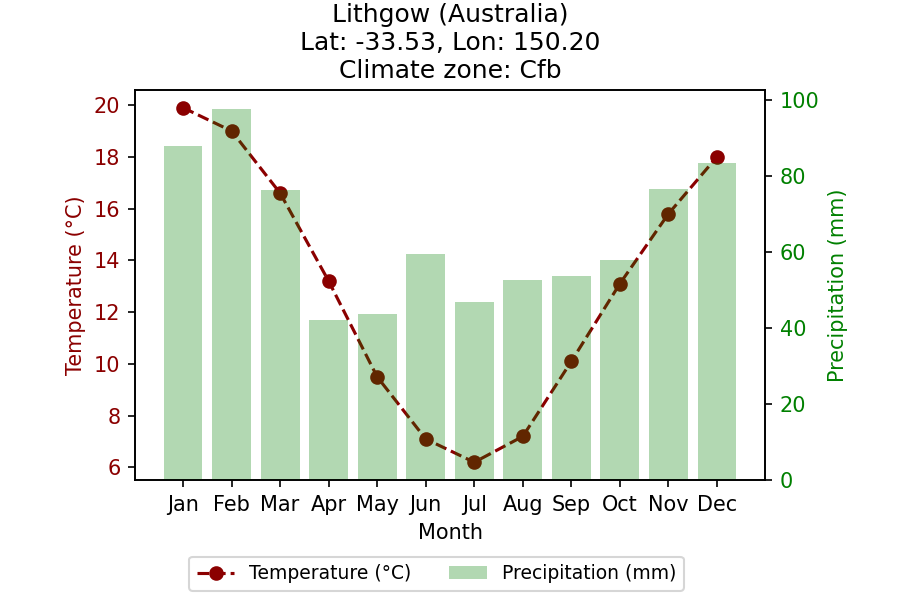 Lithgow (Australia)
Lat: -33.53, Lon: 150.20
Climate zone: Cfb
Temperature (°C)
20
18
16
14
12
10
8
6
Precipitation (mm)
100
80
60
40
20
0
Jan Feb Mar Apr May Jun Jul Aug Sep Oct Nov Dec
Month
Temperature (°C) Precipitation (mm)